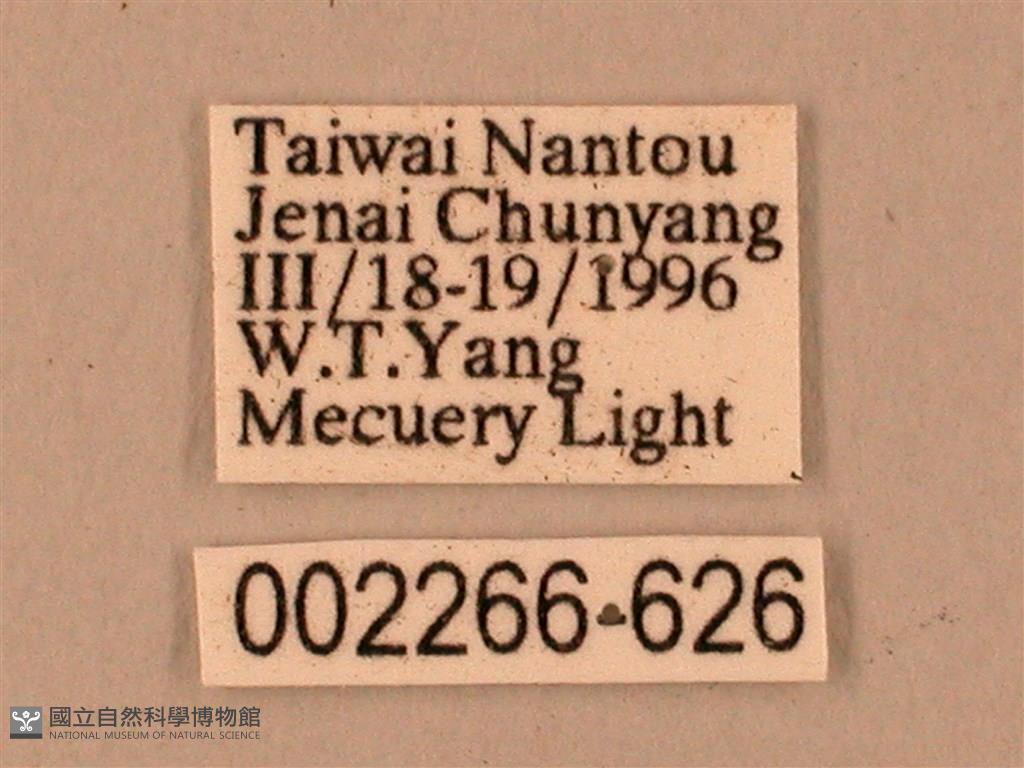 Taiwai Nantou
Jenai Chunyang
III/18-19/1996
W.T.Yang
Mecuery Light
002266-626
國立自然科學博物館
NATIONAL MUSEUM OF NATURAL SCIENCE